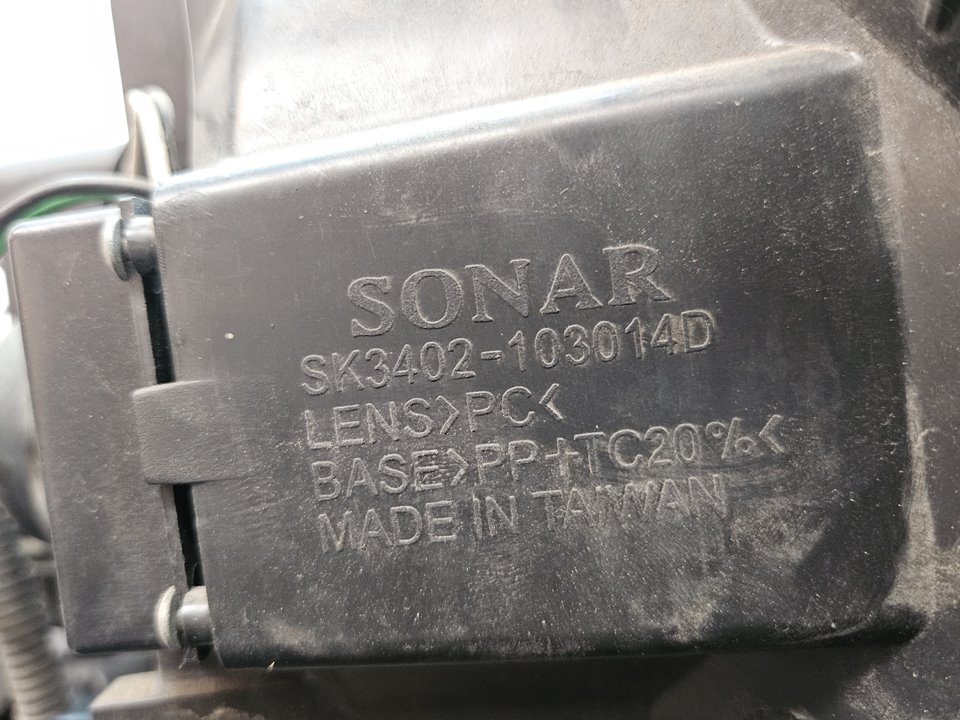 SONAR
SK3402-103014D
LENS>PC<
BASE>PP+TC20%<
MADE IN TAIWAN